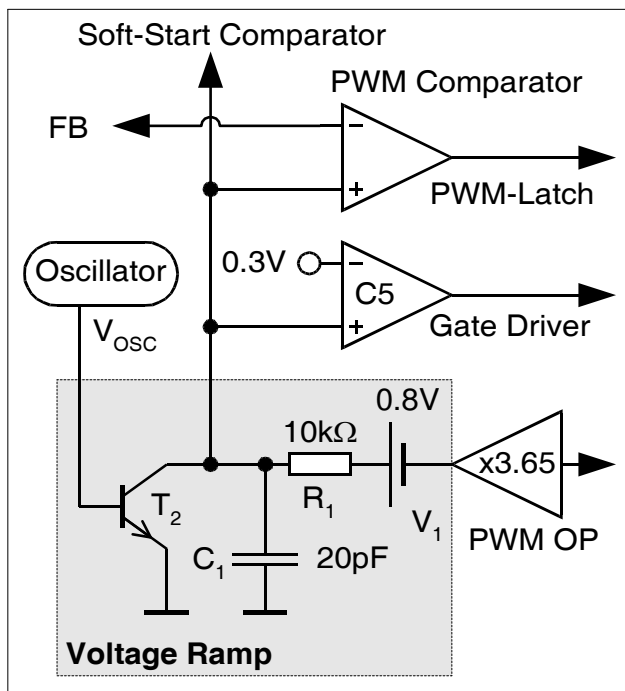 Soft-Start Comparator
PWM Comparator
FB
−
+
PWM-Latch
Oscillator
0.3V
−
C5
+
Gate Driver
VOSC
0.8V
10kΩ
x3.65
T2
R1
V1
PWM OP
C1
20pF
Voltage Ramp